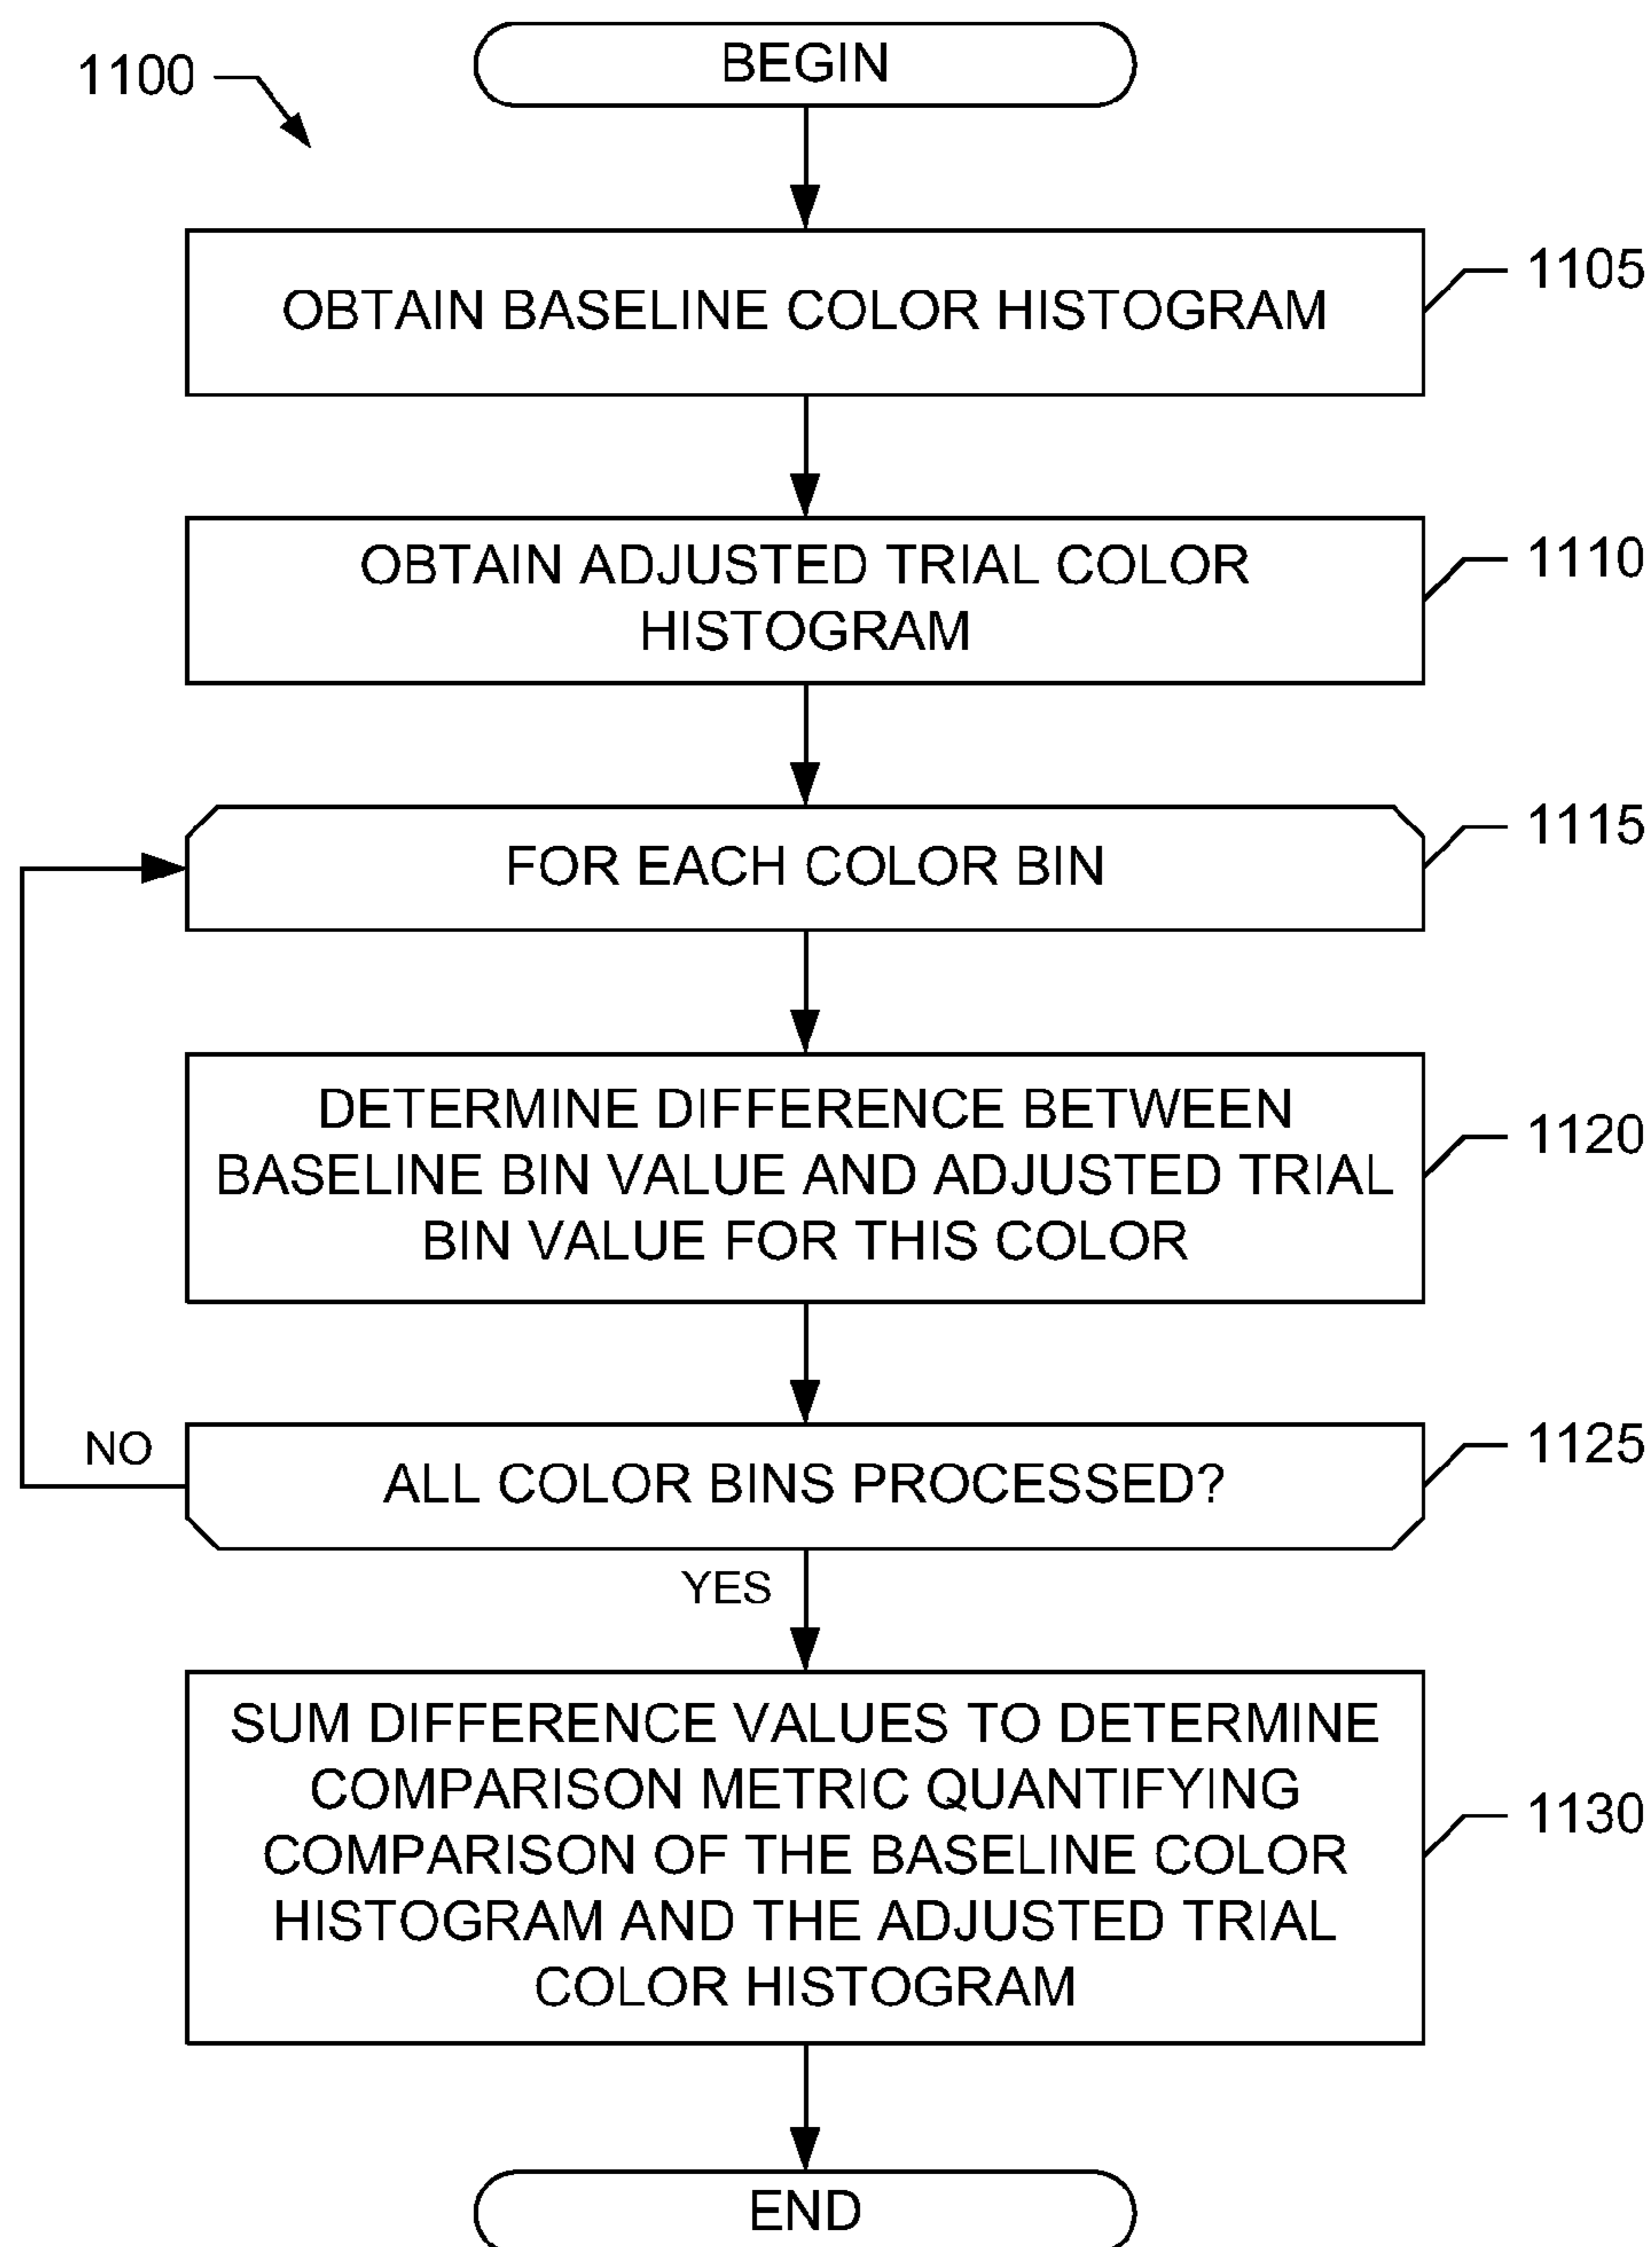 1100
BEGIN
OBTAIN BASELINE COLOR HISTOGRAM
1105
OBTAIN ADJUSTED TRIAL COLOR
HISTOGRAM
1110
FOR EACH COLOR BIN
1115
DETERMINE DIFFERENCE BETWEEN
BASELINE BIN VALUE AND ADJUSTED TRIAL
BIN VALUE FOR THIS COLOR
1120
NO
ALL COLOR BINS PROCESSED?
1125
YES
SUM DIFFERENCE VALUES TO DETERMINE
COMPARISON METRIC QUANTIFYING
COMPARISON OF THE BASELINE COLOR
HISTOGRAM AND THE ADJUSTED TRIAL
COLOR HISTOGRAM
1130
END